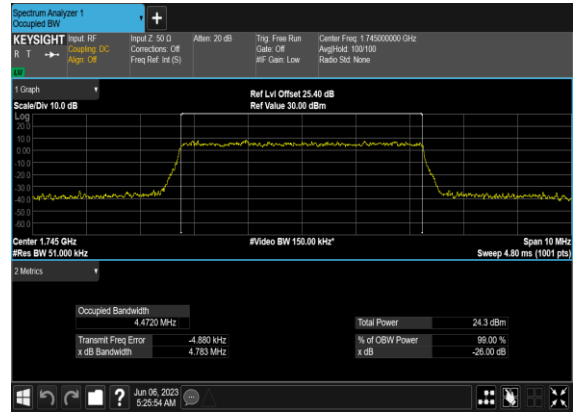 Spectrum Analyzer 1
Occupied BW
+
KEYSIGHT Input: RF Input Z: 50 Ω Atten: 20 dB Trig: Free Run Center Freq: 1.745000000 GHz
R T Coupling: DC Corrections: Off Gate: Off Avg|Hold: 100/100
Align: Off Freq Ref: Int (S) #IF Gain: Low Radio Std: None
1 Graph Ref Lvl Offset 25.40 dB
Scale/Div 10.0 dB Ref Value 30.00 dBm
Log
20.0
10.0
0.00
-10.0
-20.0
-30.0
-40.0
-50.0
-60.0
Center 1.745 GHz #Video BW 150.00 kHz* Span 10 MHz
#Res BW 51.000 kHz Sweep 4.80 ms (1001 pts)
2 Metrics
Occupied Bandwidth
4.4720 MHz Total Power 24.3 dBm
Transmit Freq Error -4.880 kHz % of OBW Power 99.00 %
x dB Bandwidth 4.783 MHz x dB -26.00 dB
? Jun 06, 2023
5:25:54 AM